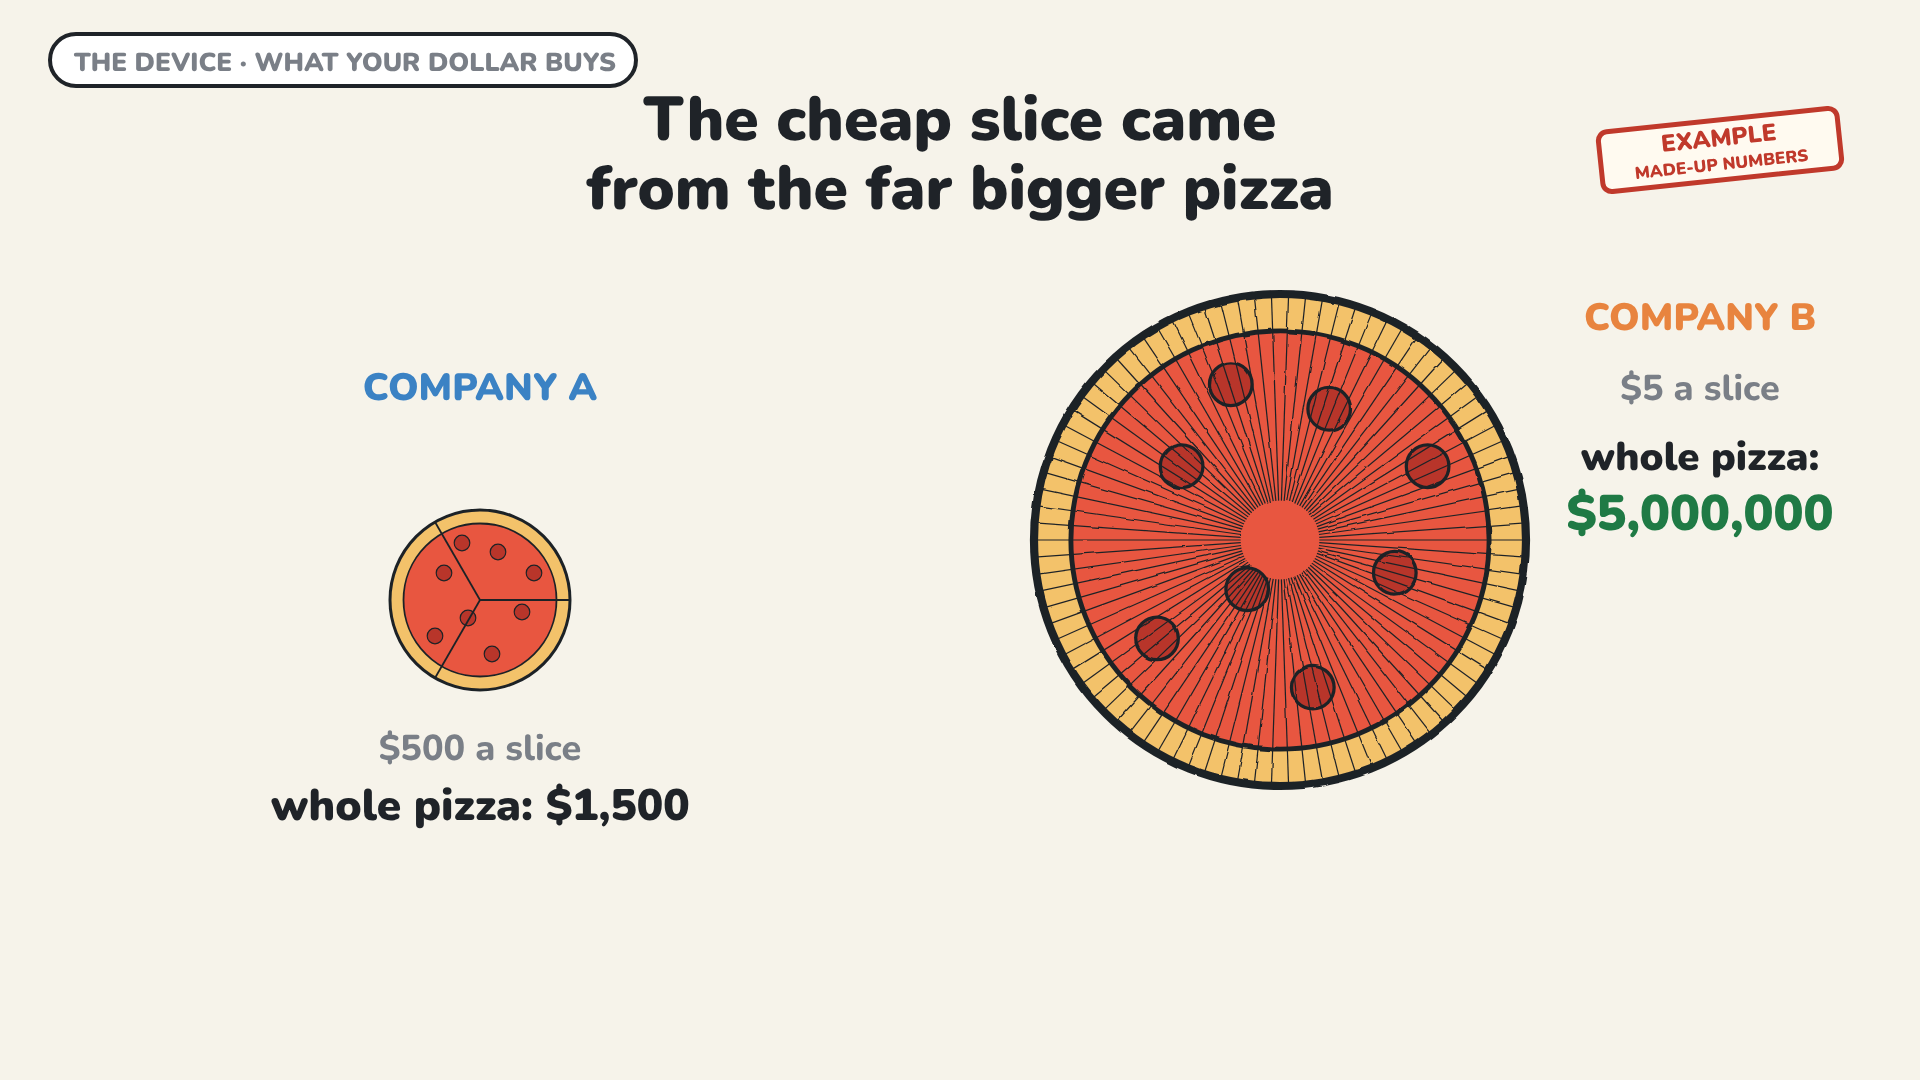 THE DEVICE · WHAT YOUR DOLLAR BUYS
The cheap slice came
from the far bigger pizza
EXAMPLE
MADE-UP NUMBERS
COMPANY A
$500 a slice
whole pizza: $1,500
COMPANY B
$5 a slice
whole pizza:
$5,000,000